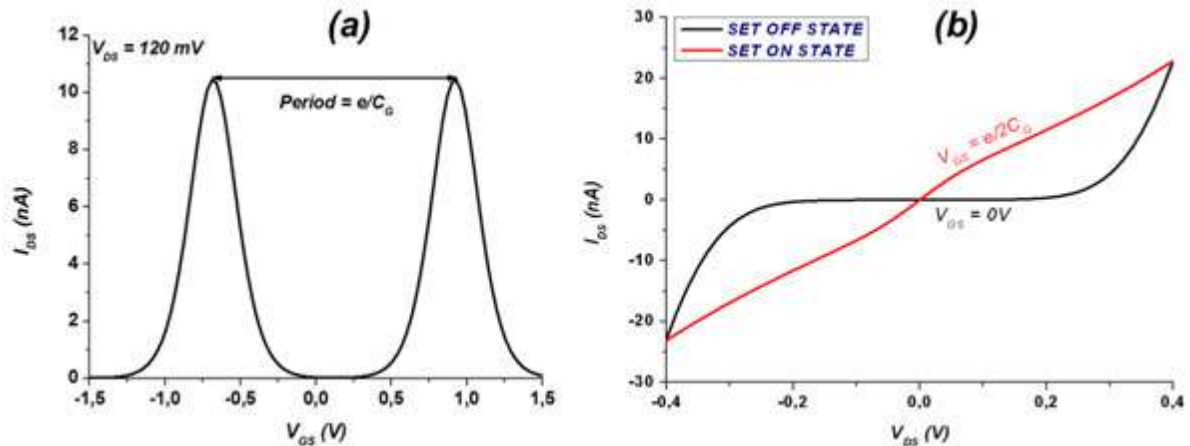 (a)
V_DS = 120 mV
Period = e/C_G
12
10
8
6
4
2
0
I_DS (nA)
-1,5 -1,0 -0,5 0,0 0,5 1,0 1,5
V_GS (V)
(b)
SET OFF STATE
SET ON STATE
V_GS = e/2C_G
V_GS = 0V
30
20
10
0
-10
-20
-30
I_DS (nA)
-0,4 -0,2 0,0 0,2 0,4
V_DS (V)